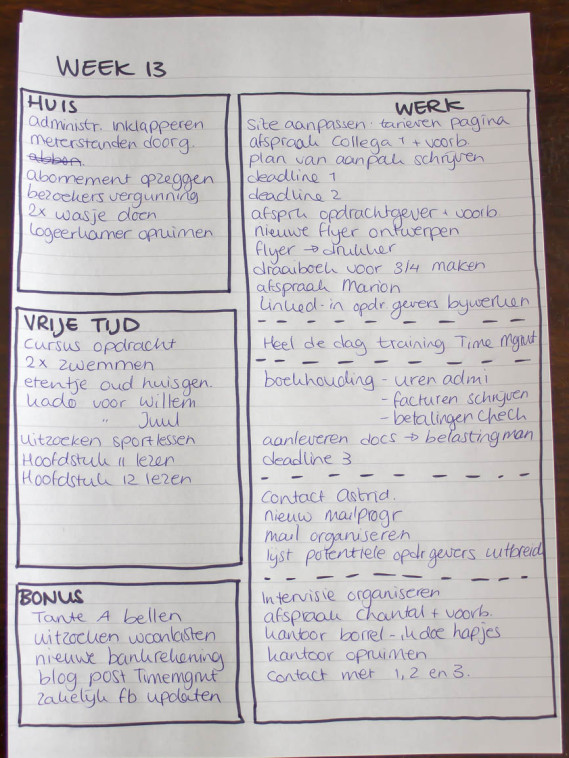 WEEK 13
HUIS
administr. inklapperen
meterstanden doorg.
abbon.
abonnement opzeggen
bezoekersvergunning
2x wasje doen
logeerkamer opruimen
VRIJE TIJD
cursus opdracht
2x zwemmen
etentje oud huisgen.
kado voor Willem
" Juul
uitzoeken sportlessen
Hoofdstuk 11 lezen
Hoofdstuk 12 lezen
BONUS
Tante A bellen
uitzoeken woonlasten
nieuwe bankrekening
blog post Timemgmt
zakelijk fb updaten
WERK
Site aanpassen · tarieven pagina
afspraak collega 1 + voorb.
plan van aanpak schrijven
deadline 1
deadline 2
afsprk opdrachtgever + voorb
nieuwe flyer ontwerpen
flyer → drukker
draaiboek voor 3/4 maken
afspraak Marion
linked-in opdr.gevers bijwerken
Heel de dag training Time Mgmt
boekhouding - uren admi
- facturen schrijven
- betalingen check
aanleveren docs → belastingman
deadline 3
Contact Astrid.
nieuw mailprogr
mail organiseren
lijst potentiele opdr gevers uitbreid
Intervisie organiseren
afspraak Chantal + voorb.
kantoor borrel - ik doe hapjes
kantoor opruimen
contact met 1, 2 en 3.